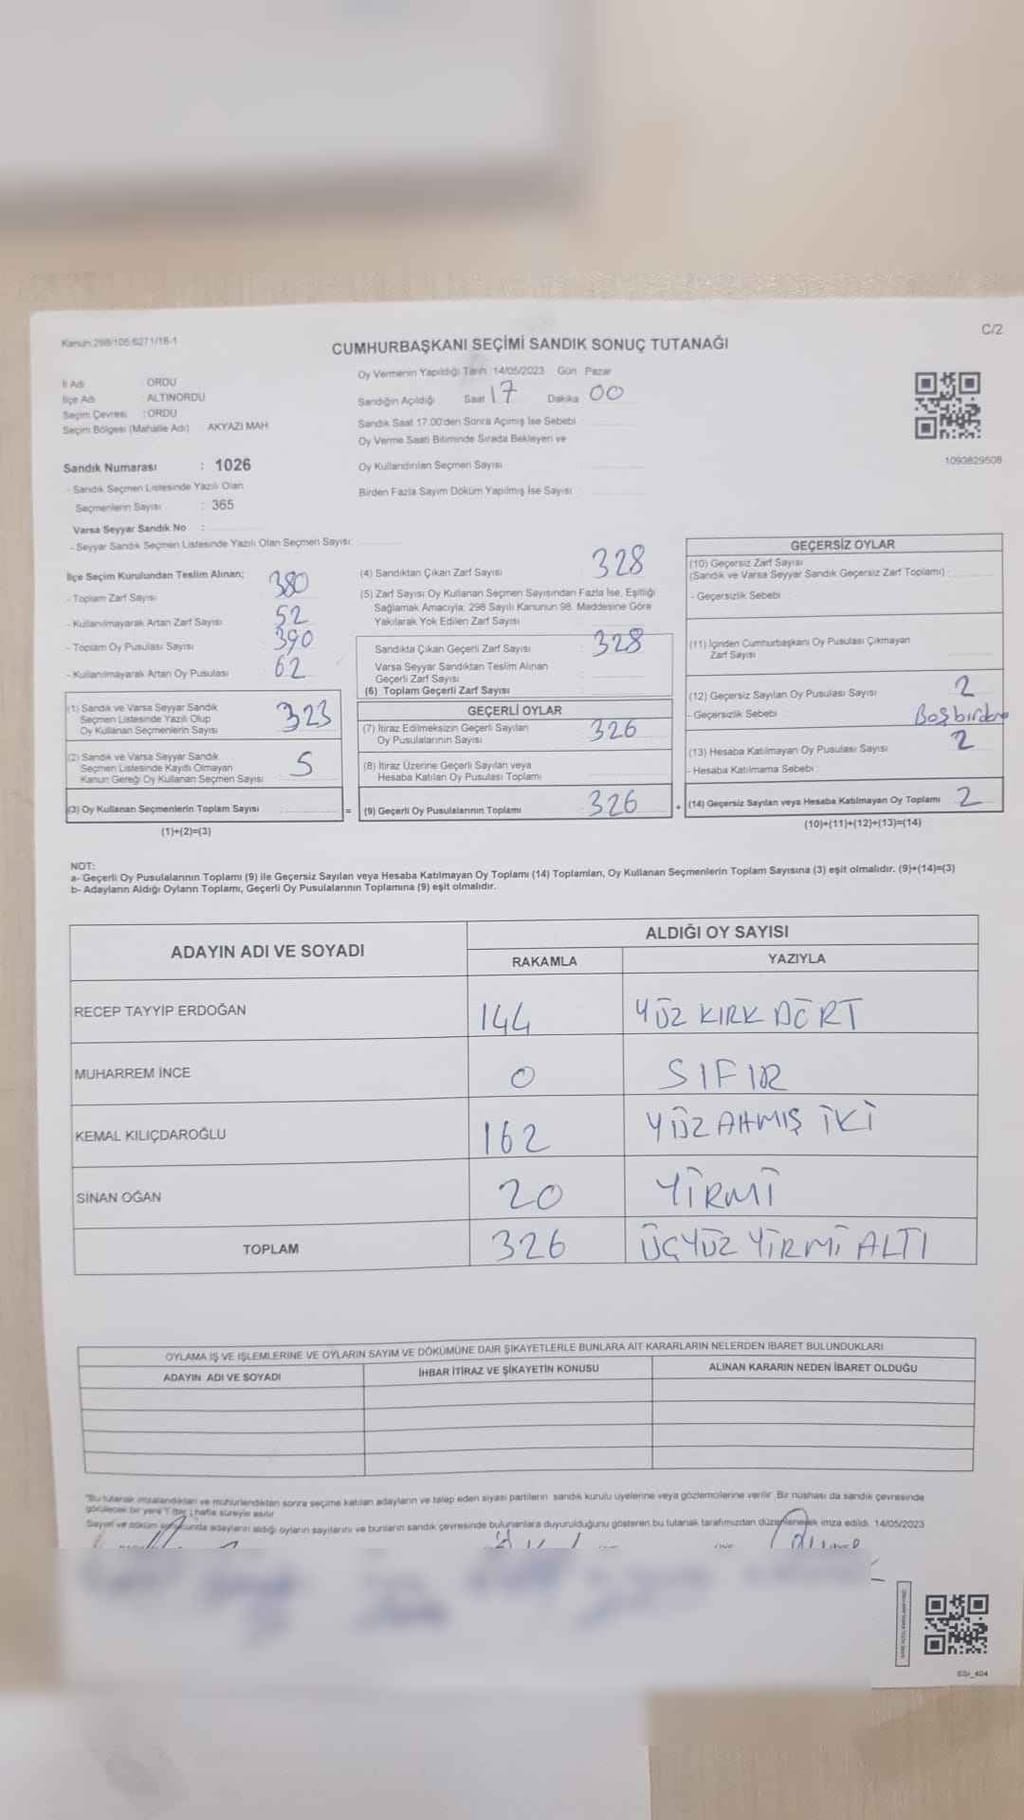 Kanun:298/105 6271/18-1
C/2
CUMHURBAŞKANI SEÇİMİ SANDIK SONUÇ TUTANAĞI
İl Adı ORDU
İlçe Adı ALTINORDU
Seçim Çevresi :ORDU
Seçim Bölgesi (Mahalle Adı) AKYAZI MAH
Sandık Numarası : 1026
- Sandık Seçmen Listesinde Yazılı Olan
Seçmenlerin Sayısı : 365
Varsa Seyyar Sandık No :
- Seyyar Sandık Seçmen Listesinde Yazılı Olan Seçmen Sayısı:
Oy Vermenin Yapıldığı Tarih: 14/05/2023 Gün Pazar
Sandığın Açıldığı Saat 17 Dakika 00
Sandık Saat 17.00'den Sonra Açımış İse Sebebi
Oy Verme Saati Bitiminde Sırada Bekleyen ve
Oy Kullandırılan Seçmen Sayısı
Birden Fazla Sayım Döküm Yapılmış İse Sayısı
1093829508
İlçe Seçim Kurulundan Teslim Alınan;
- Toplam Zarf Sayısı 380
- Kullanılmayarak Artan Zarf Sayısı 52
- Toplam Oy Pusulası Sayısı 390
- Kullanılmayarak Artan Oy Pusulası 62
(1) Sandık ve Varsa Seyyar Sandık
Seçmen Listesinde Yazılı Olup
Oy Kullanan Seçmenlerin Sayısı 323
(2) Sandık ve Varsa Seyyar Sandık
Seçmen Listesinde Kayıtlı Olmayan
Kanun Gereği Oy Kullanan Seçmen Sayısı 5
(3) Oy Kullanan Seçmenlerin Toplam Sayısı =
(1)+(2)=(3)
(4) Sandıktan Çıkan Zarf Sayısı 328
(5) Zarf Sayısı Oy Kullanan Seçmen Sayısından Fazla İse, Eşitliği
Sağlamak Amacıyla; 298 Sayılı Kanunun 98. Maddesine Göre
Yakılarak Yok Edilen Zarf Sayısı
Sandıkta Çıkan Geçerli Zarf Sayısı 328
Varsa Seyyar Sandıktan Teslim Alınan
Geçerli Zarf Sayısı
(6) Toplam Geçerli Zarf Sayısı
GEÇERLİ OYLAR
(7) İtiraz Edilmeksizin Geçerli Sayılan
Oy Pusulalarının Sayısı 326
(8) İtiraz Üzerine Geçerli Sayılan veya
Hesaba Katılan Oy Pusulası Toplamı
(9) Geçerli Oy Pusulalarının Toplamı 326
GEÇERSİZ OYLAR
(10) Geçersiz Zarf Sayısı
(Sandık ve Varsa Seyyar Sandık Geçersiz Zarf Toplamı)
- Geçersizlik Sebebi
(11) İçinden Cumhurbaşkanı Oy Pusulası Çıkmayan
Zarf Sayısı
(12) Geçersiz Sayılan Oy Pusulası Sayısı 2
- Geçersizlik Sebebi
(13) Hesaba Katılmayan Oy Pusulası Sayısı 2
- Hesaba Katılmama Sebebi :
(14) Geçersiz Sayılan veya Hesaba Katılmayan Oy Toplamı 2
(10)+(11)+(12)+(13)=(14)
NOT:
a- Geçerli Oy Pusulalarının Toplamı (9) ile Geçersiz Sayılan veya Hesaba Katılmayan Oy Toplamı (14) Toplamları, Oy Kullanan Seçmenlerin Toplam Sayısına (3) eşit olmalıdır. (9)+(14)=(3)
b- Adayların Aldığı Oyların Toplamı, Geçerli Oy Pusulalarının Toplamına (9) eşit olmalıdır.
ADAYIN ADI VE SOYADI ALDIĞI OY SAYISI
RAKAMLA YAZIYLA
RECEP TAYYİP ERDOĞAN 144 YÜZ KIRK DÖRT
MUHARREM İNCE 0 SIFIR
KEMAL KILIÇDAROĞLU 162 YÜZ ATMIŞ İKİ
SİNAN OĞAN 20 YİRMİ
TOPLAM 326 ÜÇYÜZ YİRMİ ALTI
OYLAMA İŞ VE İŞLEMLERİNE VE OYLARIN SAYIM VE DÖKÜMÜNE DAİR ŞİKAYETLERLE BUNLARA AİT KARARLARIN NELERDEN İBARET BULUNDUKLARI
ADAYIN ADI VE SOYADI İHBAR İTİRAZ VE ŞİKAYETİN KONUSU ALINAN KARARIN NEDEN İBARET OLDUĞU
"Bu tutanak imzalandıktan ve mühürlendikten sonra seçime katılan adayların ve talep eden siyasi partilerin sandık kurulu üyelerine veya gözlemcilerine verilir. Bir nüshası da sandık çevresinde
görülecek bir yere hafta süreyle asılır
Sayım ve döküm sonucunda adayların aldığı oyların sayılarını ve bunların sandık çevresinde bulunanlara duyurulduğunu gösteren bu tutanak tarafımızdan düzenlenerek imza edildi. 14/05/2023